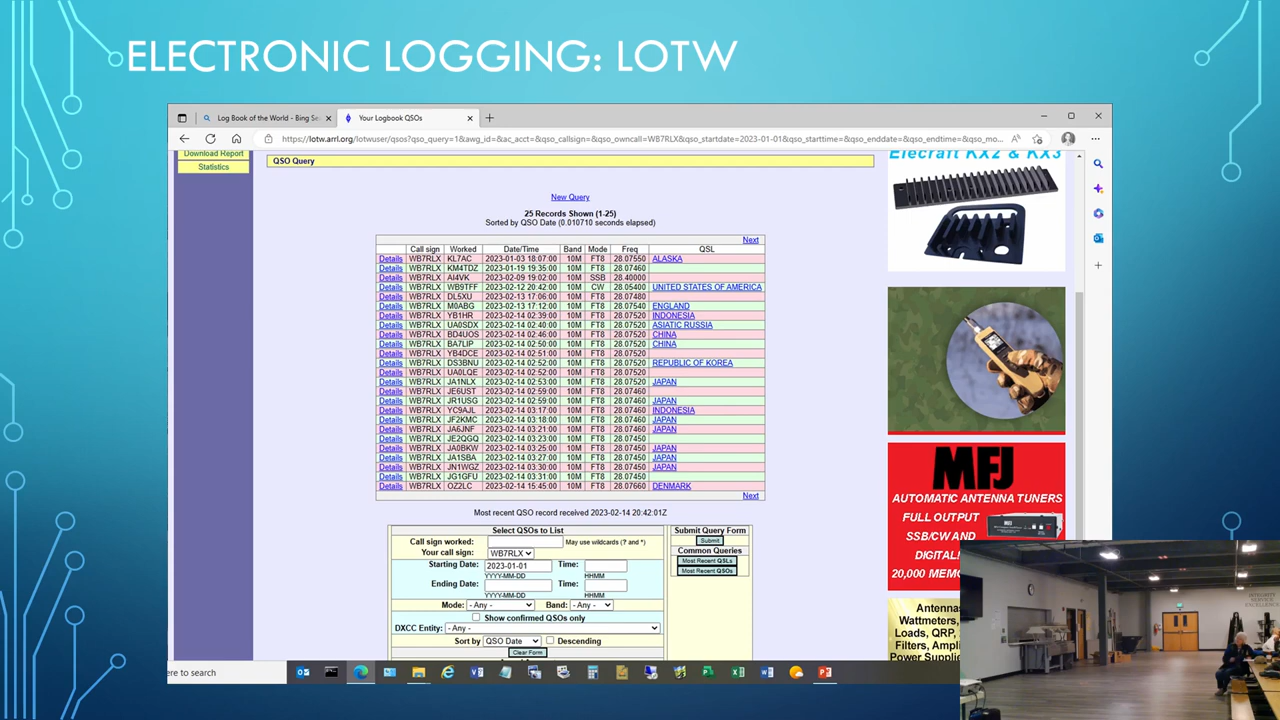 ELECTRONIC LOGGING: LOTW
Log Book of the World - Bing Se
Your Logbook QSOs
https://lotw.arrl.org/lotwuser/qsos?qso_query=1&awg_id=&ac_acct=&qso_callsign=&qso_owncall=WB7RLX&qso_startdate=2023-01-01&qso_starttime=&qso_enddate=&qso_endtime=&qso_mo...
Download Report
Statistics
QSO Query
New Query
25 Records Shown (1-25)
Sorted by QSO Date (0.010710 seconds elapsed)
Next
Call sign Worked Date/Time Band Mode Freq QSL
Details WB7RLX KL7AC 2023-01-03 18:07:00 10M FT8 28.07550 ALASKA
Details WB7RLX KM4TDZ 2023-01-19 19:35:00 10M FT8 28.07460
Details WB7RLX AI4VK 2023-02-09 19:02:00 10M SSB 28.40000
Details WB7RLX WB9TFF 2023-02-12 20:42:00 10M CW 28.05400 UNITED STATES OF AMERICA
Details WB7RLX DL5XU 2023-02-13 17:06:00 10M FT8 28.07480
Details WB7RLX M0ABG 2023-02-13 17:12:00 10M FT8 28.07540 ENGLAND
Details WB7RLX YB1HR 2023-02-14 02:39:00 10M FT8 28.07520 INDONESIA
Details WB7RLX UA0SDX 2023-02-14 02:40:00 10M FT8 28.07520 ASIATIC RUSSIA
Details WB7RLX BD4UOS 2023-02-14 02:46:00 10M FT8 28.07520 CHINA
Details WB7RLX BA7LIP 2023-02-14 02:50:00 10M FT8 28.07520 CHINA
Details WB7RLX YB4DCE 2023-02-14 02:51:00 10M FT8 28.07520
Details WB7RLX DS3BNU 2023-02-14 02:52:00 10M FT8 28.07520 REPUBLIC OF KOREA
Details WB7RLX UA0LQE 2023-02-14 02:52:00 10M FT8 28.07520
Details WB7RLX JA1NLX 2023-02-14 02:53:00 10M FT8 28.07520 JAPAN
Details WB7RLX JE6UST 2023-02-14 02:59:00 10M FT8 28.07460
Details WB7RLX JR1USG 2023-02-14 02:59:00 10M FT8 28.07520 JAPAN
Details WB7RLX YC9AJL 2023-02-14 03:17:00 10M FT8 28.07460 INDONESIA
Details WB7RLX JF2KMC 2023-02-14 03:18:00 10M FT8 28.07460 JAPAN
Details WB7RLX JA6JNF 2023-02-14 03:21:00 10M FT8 28.07460 JAPAN
Details WB7RLX JE2QGQ 2023-02-14 03:23:00 10M FT8 28.07450
Details WB7RLX JA0BKW 2023-02-14 03:25:00 10M FT8 28.07450 JAPAN
Details WB7RLX JA1SBA 2023-02-14 03:27:00 10M FT8 28.07450 JAPAN
Details WB7RLX JN1WGZ 2023-02-14 03:30:00 10M FT8 28.07450 JAPAN
Details WB7RLX JG1GFU 2023-02-14 03:31:00 10M FT8 28.07450
Details WB7RLX OZ2LC 2023-02-14 15:45:00 10M FT8 28.07660 DENMARK
Next
Most recent QSO record received 2023-02-14 20:42:01Z
Select QSOs to List
Call sign worked: May use wildcards (? and *)
Your call sign: WB7RLX
Starting Date: 2023-01-01 Time:
YYYY-MM-DD HHMM
Ending Date: Time:
YYYY-MM-DD HHMM
Mode: - Any - Band: - Any -
Show confirmed QSOs only
DXCC Entity: - Any -
Sort by QSO Date Descending
Clear Form
Submit Query Form
Submit
Common Queries
Most Recent QSLs
Most Recent QSOs
Elecraft KX2 & KX3
MFJ
AUTOMATIC ANTENNA TUNERS
FULL OUTPUT
SSB/CW AND
DIGITAL!
20,000 MEMO
Antennas
Wattmeters,
Loads, QRP,
Filters, Ampli
Power Supplie
ere to search
INTEGRITY
SERVICE
EXCELLENCE